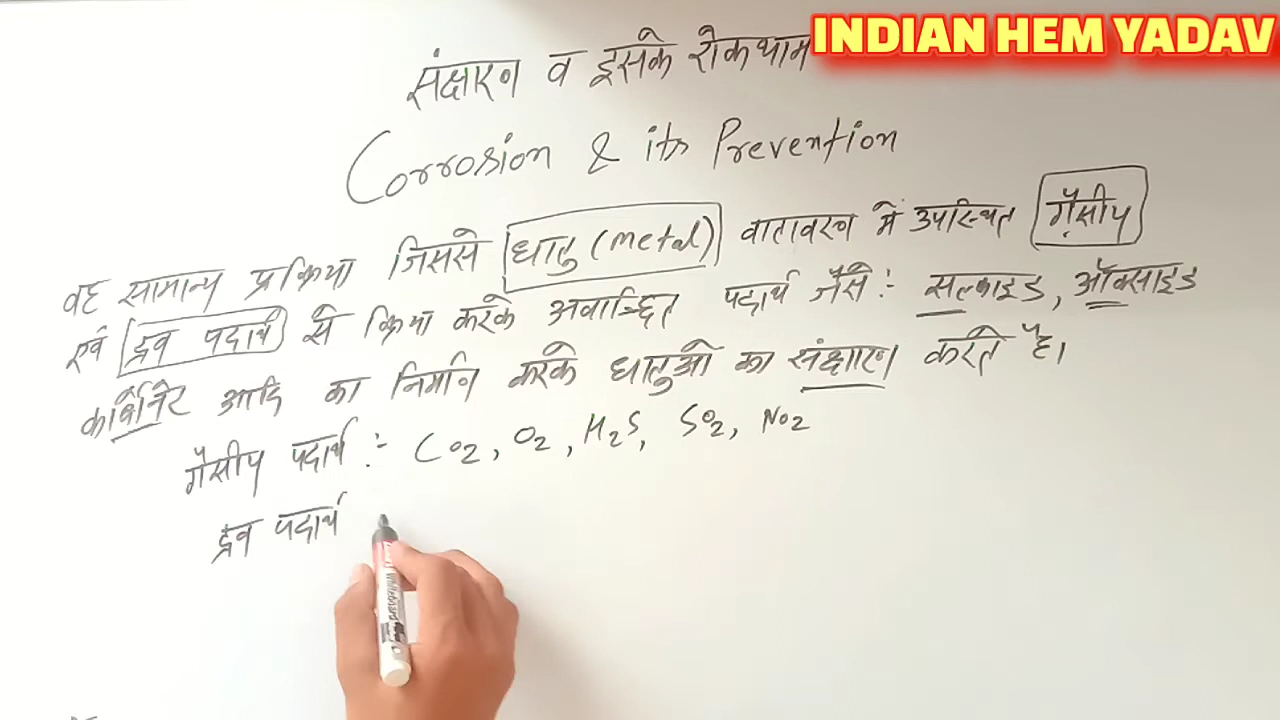 INDIAN HEM YADAV
संक्षारण व इसके रोकथाम
Corrosion & its Prevention
वह सामान्य प्रक्रिया जिससे धातु (metal) वातावरण में उपस्थित गैसीय
एवं द्रव पदार्थ से क्रिया करके अवाञ्छित पदार्थ जैसे:- सल्फाइड, ऑक्साइड
कार्बोनेट आदि का निर्माण करके धातुओ का संक्षारण करते है।
गैसीय पदार्थ :- CO2, O2, H2S, SO2, NO2
द्रव पदार्थ